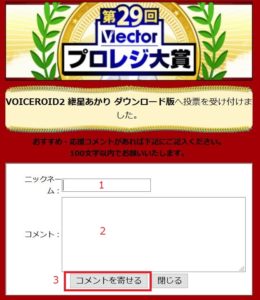 第29回
Vector
プロレジ大賞
VOICEROID2 紲星あかり ダウンロード版へ投票を受け付けま
した。
おすすめ・応援コメントがあれば下記にご記入ください。
100文字以内でお願いいたします。
ニックネー
ム：
1
コメント：
2
3
コメントを寄せる
閉じる